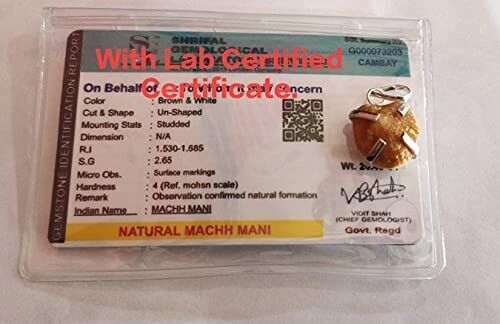 SHRIFAL
GEMOLOGICAL
With Lab Certified
Certificate.
G000073203
CAMBAY
GEMSTONE IDENTIFICATION REPORT
On Behalf of concern
Color : Brown & White
Cut & Shape : Un-Shaped
Mounting Stats : Studded
Dimension : N/A
R.I : 1.530-1.685
S.G : 2.65
Micro Obs. : Surface markings
Hardness : 4 (Ref. mohsn scale)
Remark : Observation confirmed natural formation
Indian Name : MACHH MANI
NATURAL MACHH MANI
Wt.
VIDIT SHAH
(CHIEF GEMOLOGIST)
Govt. Regd